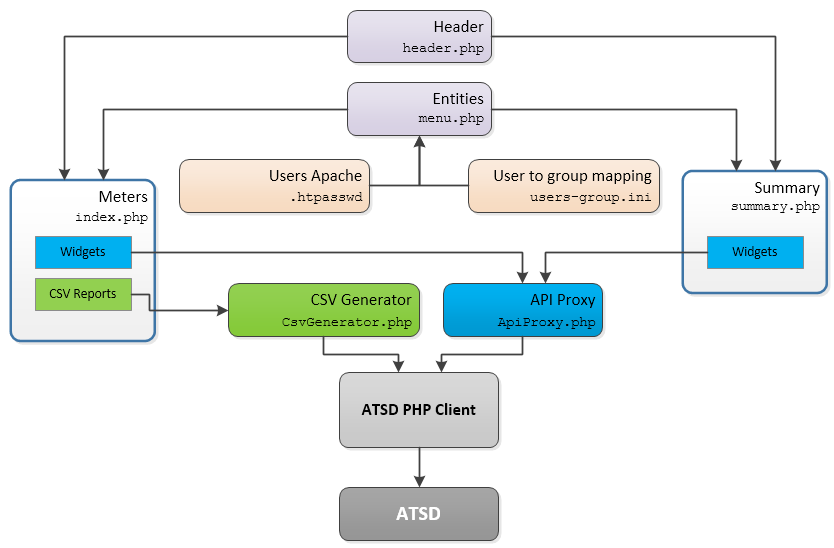 Header
header.php
Entities
menu.php
Users Apache
.htpasswd
User to group mapping
users-group.ini
Meters
index.php
Widgets
CSV Reports
Summary
summary.php
Widgets
CSV Generator
CsvGenerator.php
API Proxy
ApiProxy.php
ATSD PHP Client
ATSD